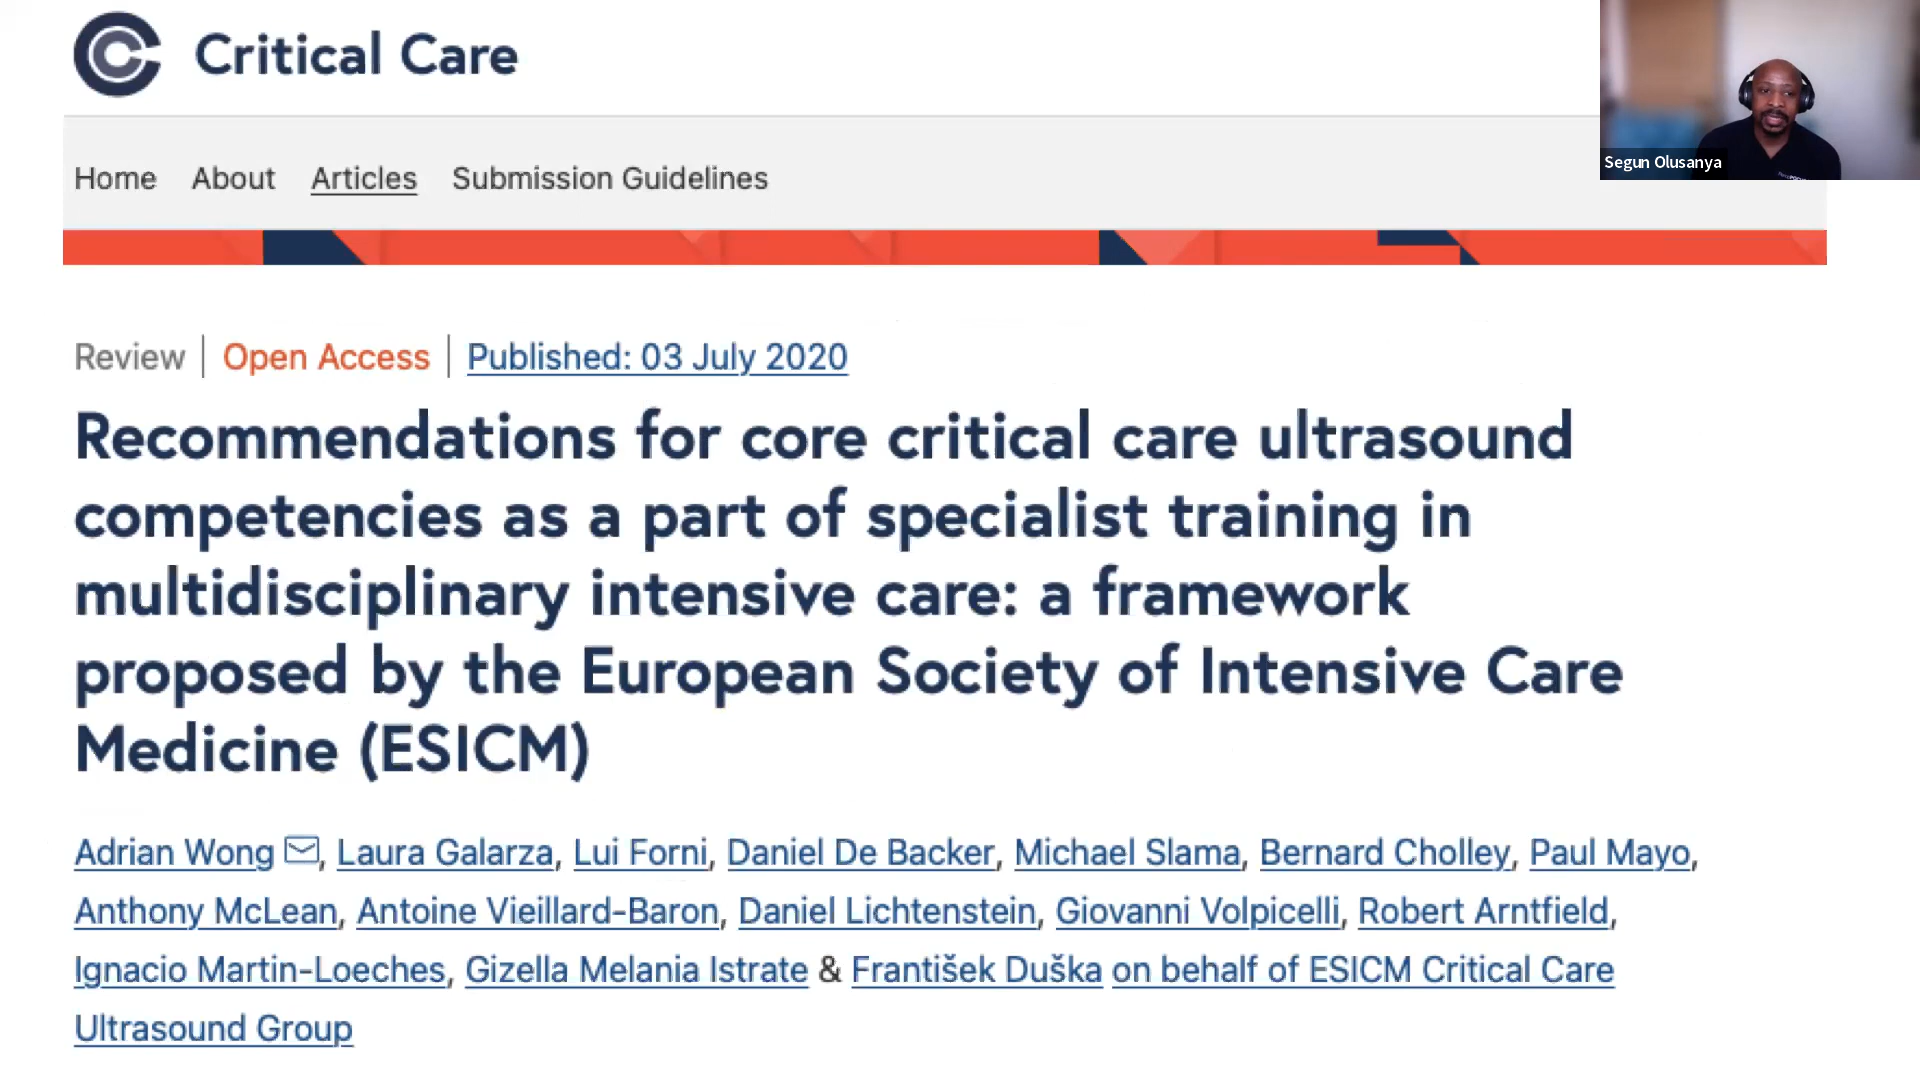 Critical Care
Segun Olusanya
Home About Articles Submission Guidelines
Review Open Access Published: 03 July 2020
Recommendations for core critical care ultrasound
competencies as a part of specialist training in
multidisciplinary intensive care: a framework
proposed by the European Society of Intensive Care
Medicine (ESICM)
Adrian Wong, Laura Galarza, Lui Forni, Daniel De Backer, Michael Slama, Bernard Cholley, Paul Mayo,
Anthony McLean, Antoine Vieillard-Baron, Daniel Lichtenstein, Giovanni Volpicelli, Robert Arntfield,
Ignacio Martin-Loeches, Gizella Melania Istrate & František Duška on behalf of ESICM Critical Care
Ultrasound Group